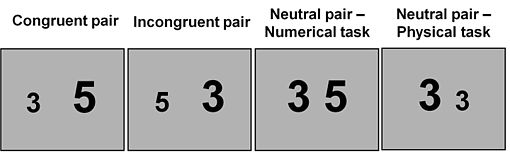 Congruent pair
Incongruent pair
Neutral pair –
Numerical task
Neutral pair –
Physical task
3 5
5 3
3 5
3 3